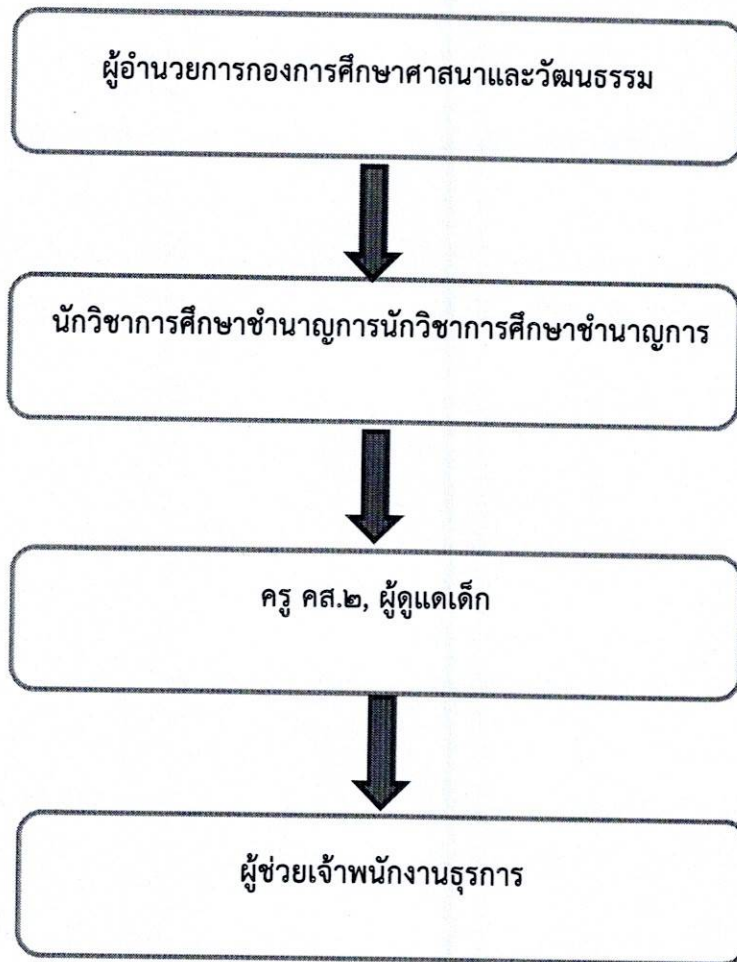 ผู้อำนวยการกองการศึกษาศาสนาและวัฒนธรรม
นักวิชาการศึกษาชำนาญการนักวิชาการศึกษาชำนาญการ
ครู คส.๒, ผู้ดูแดเด็ก
ผู้ช่วยเจ้าพนักงานธุรการ